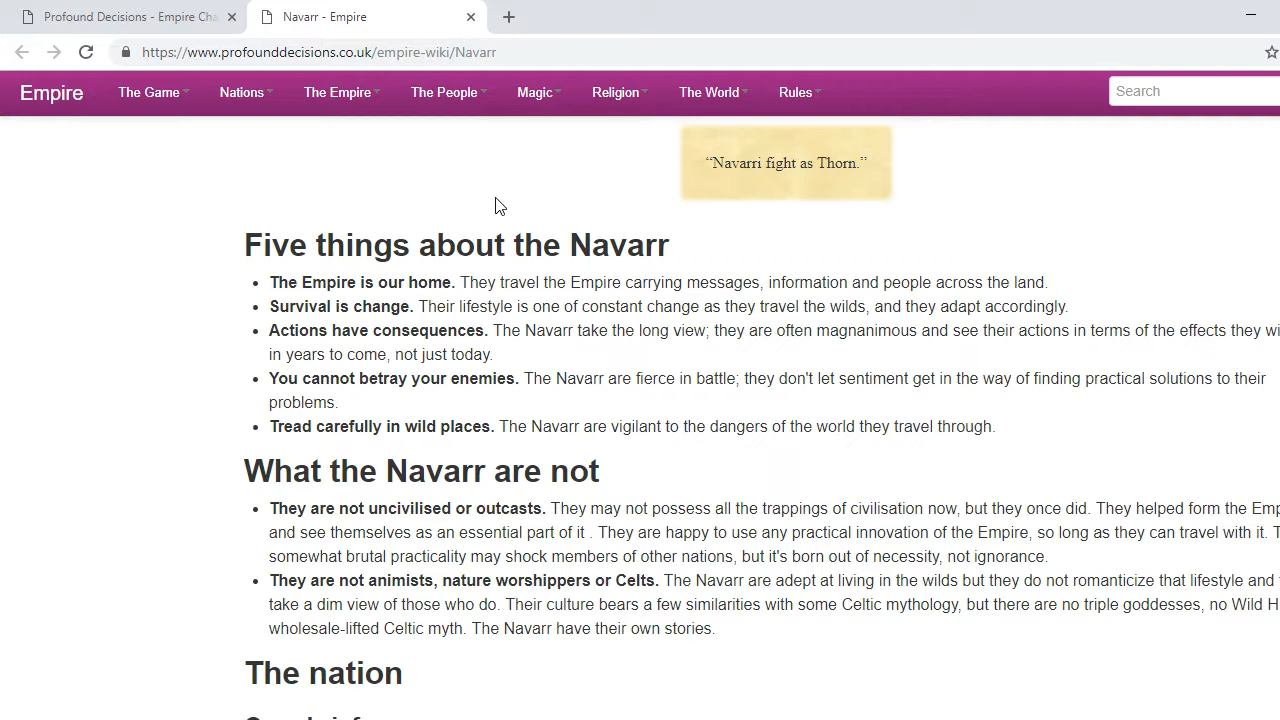 Profound Decisions - Empire Cha
Navarr - Empire
https://www.profounddecisions.co.uk/empire-wiki/Navarr
Empire The Game Nations The Empire The People Magic Religion The World Rules Search
“Navarri fight as Thorn.”
Five things about the Navarr
• The Empire is our home. They travel the Empire carrying messages, information and people across the land.
• Survival is change. Their lifestyle is one of constant change as they travel the wilds, and they adapt accordingly.
• Actions have consequences. The Navarr take the long view; they are often magnanimous and see their actions in terms of the effects they wi
in years to come, not just today.
• You cannot betray your enemies. The Navarr are fierce in battle; they don't let sentiment get in the way of finding practical solutions to their
problems.
• Tread carefully in wild places. The Navarr are vigilant to the dangers of the world they travel through.
What the Navarr are not
• They are not uncivilised or outcasts. They may not possess all the trappings of civilisation now, but they once did. They helped form the Emp
and see themselves as an essential part of it . They are happy to use any practical innovation of the Empire, so long as they can travel with it. T
somewhat brutal practicality may shock members of other nations, but it's born out of necessity, not ignorance.
• They are not animists, nature worshippers or Celts. The Navarr are adept at living in the wilds but they do not romanticize that lifestyle and
take a dim view of those who do. Their culture bears a few similarities with some Celtic mythology, but there are no triple goddesses, no Wild H
wholesale-lifted Celtic myth. The Navarr have their own stories.
The nation